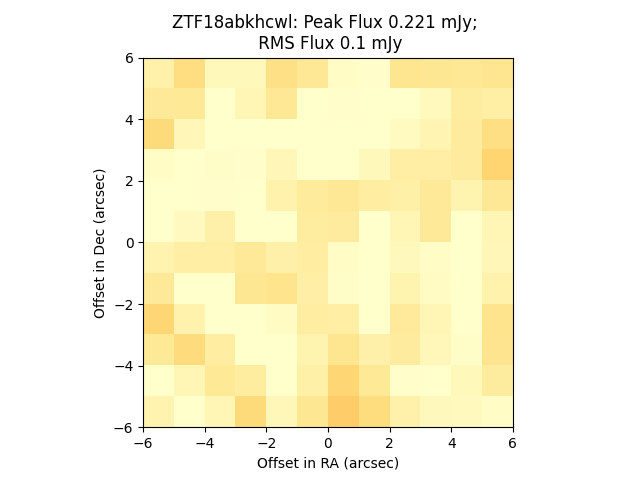 ZTF18abkhcwl: Peak Flux 0.221 mJy;
RMS Flux 0.1 mJy
6
4
2
0
−2
−4
−6
Offset in Dec (arcsec)
−6 −4 −2 0 2 4 6
Offset in RA (arcsec)